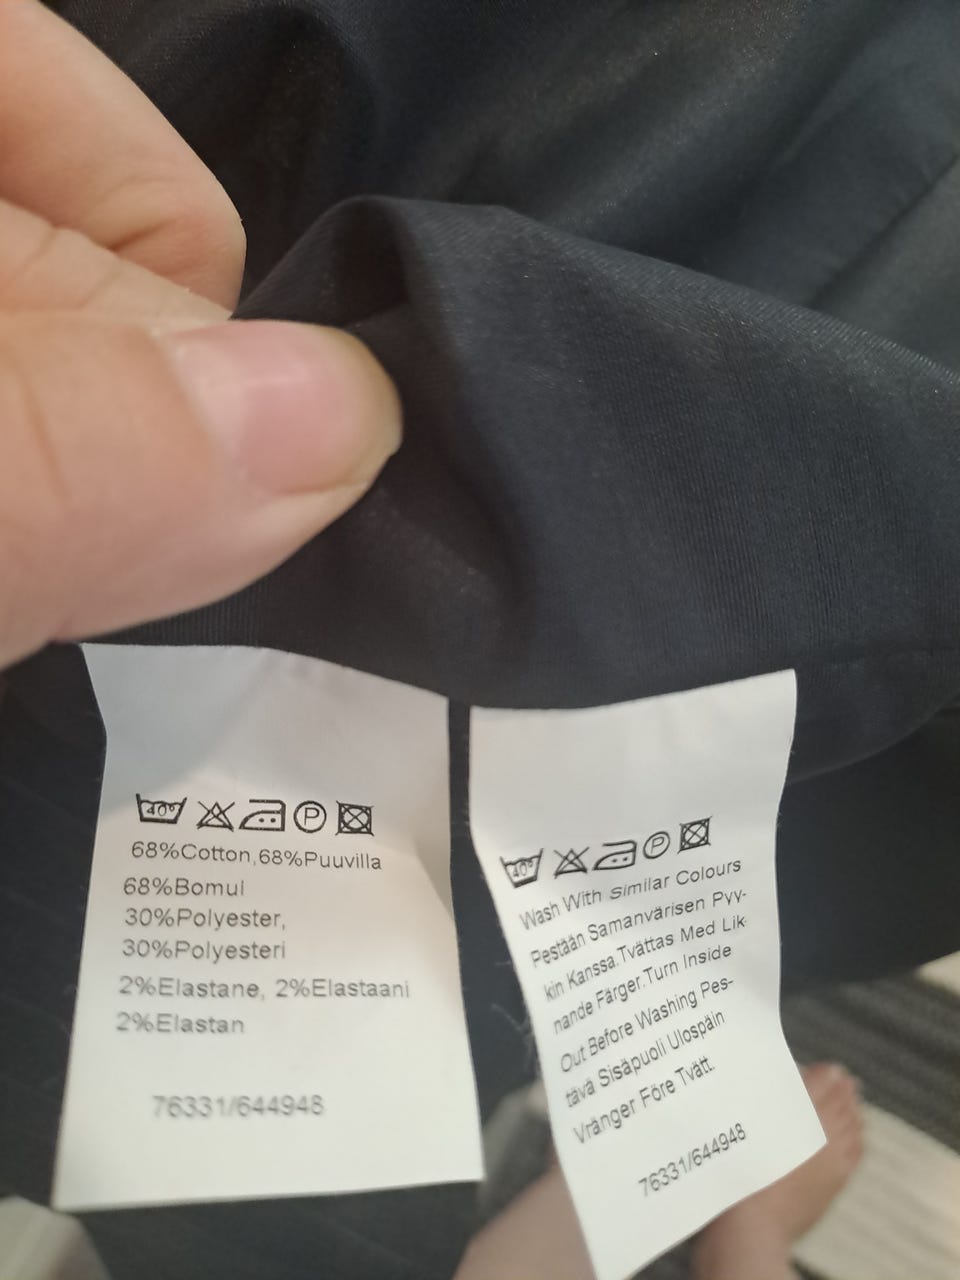 40°
P
68%Cotton,68%Puuvilla
68%Bomul
30%Polyester,
30%Polyesteri
2%Elastane, 2%Elastaani
2%Elastan
76331/644948
40°
P
Wash With Similar Colours
Pestään Samanvärisen Pyy-
kin Kanssa.Tvättas Med Lik-
nande Färger.Turn Inside
Out Before Washing Pes-
tävä Sisäpuoli Ulospäin
Vränger Före Tvätt.
76331/644948